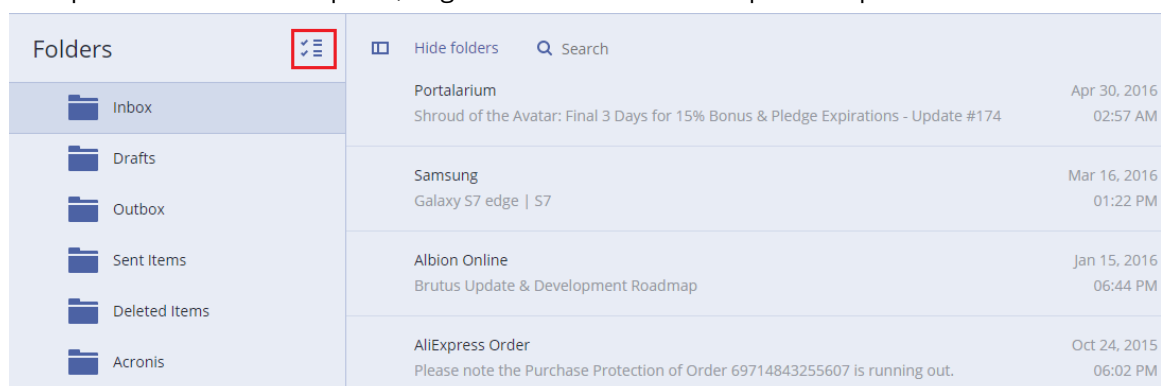 Folders
Inbox
Drafts
Outbox
Sent Items
Deleted Items
Acronis
Hide folders Search
Portalarium Apr 30, 2016
Shroud of the Avatar: Final 3 Days for 15% Bonus & Pledge Expirations - Update #174 02:57 AM
Samsung Mar 16, 2016
Galaxy S7 edge | S7 01:22 PM
Albion Online Jan 15, 2016
Brutus Update & Development Roadmap 06:44 PM
AliExpress Order Oct 24, 2015
Please note the Purchase Protection of Order 69714843255607 is running out. 06:02 PM